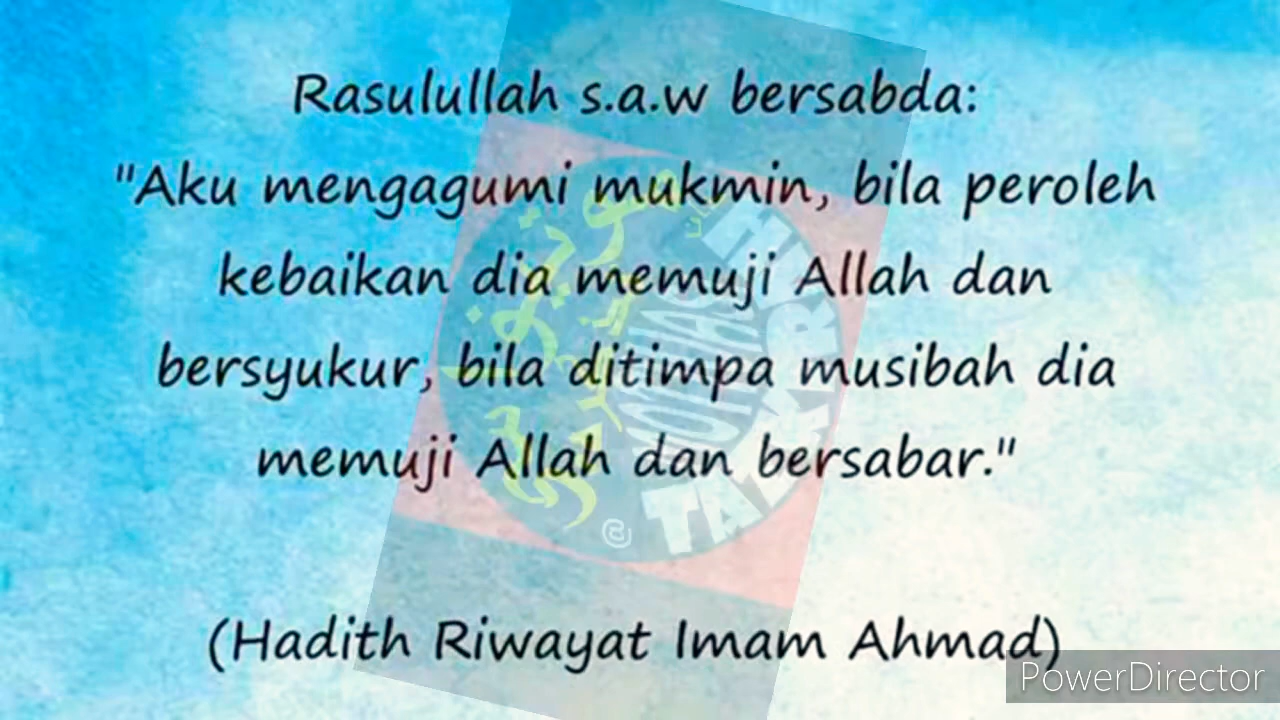 Rasulullah s.a.w bersabda:
"Aku mengagumi mukmin, bila peroleh
kebaikan dia memuji Allah dan
bersyukur, bila ditimpa musibah dia
memuji Allah dan bersabar."
(Hadith Riwayat Imam Ahmad)
@
TAZKIRAH
PowerDirector